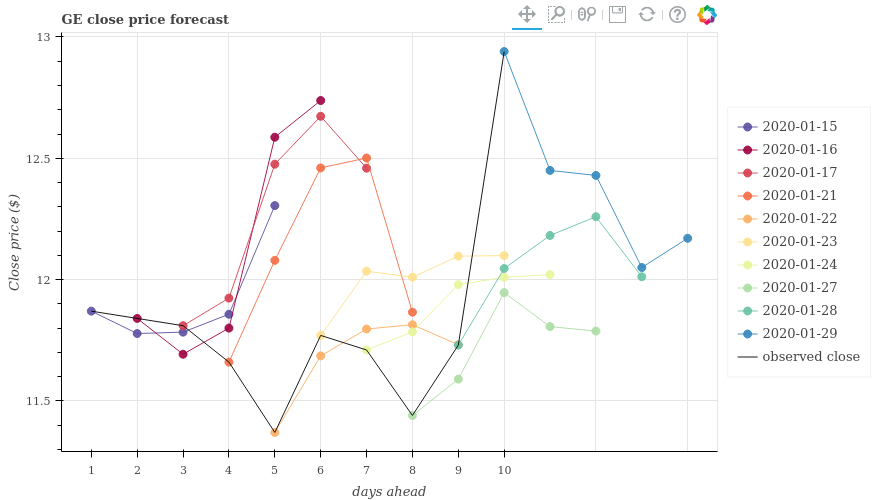 GE close price forecast
Close price ($)
13
12.5
12
11.5
1 2 3 4 5 6 7 8 9 10
days ahead
2020-01-15
2020-01-16
2020-01-17
2020-01-21
2020-01-22
2020-01-23
2020-01-24
2020-01-27
2020-01-28
2020-01-29
observed close